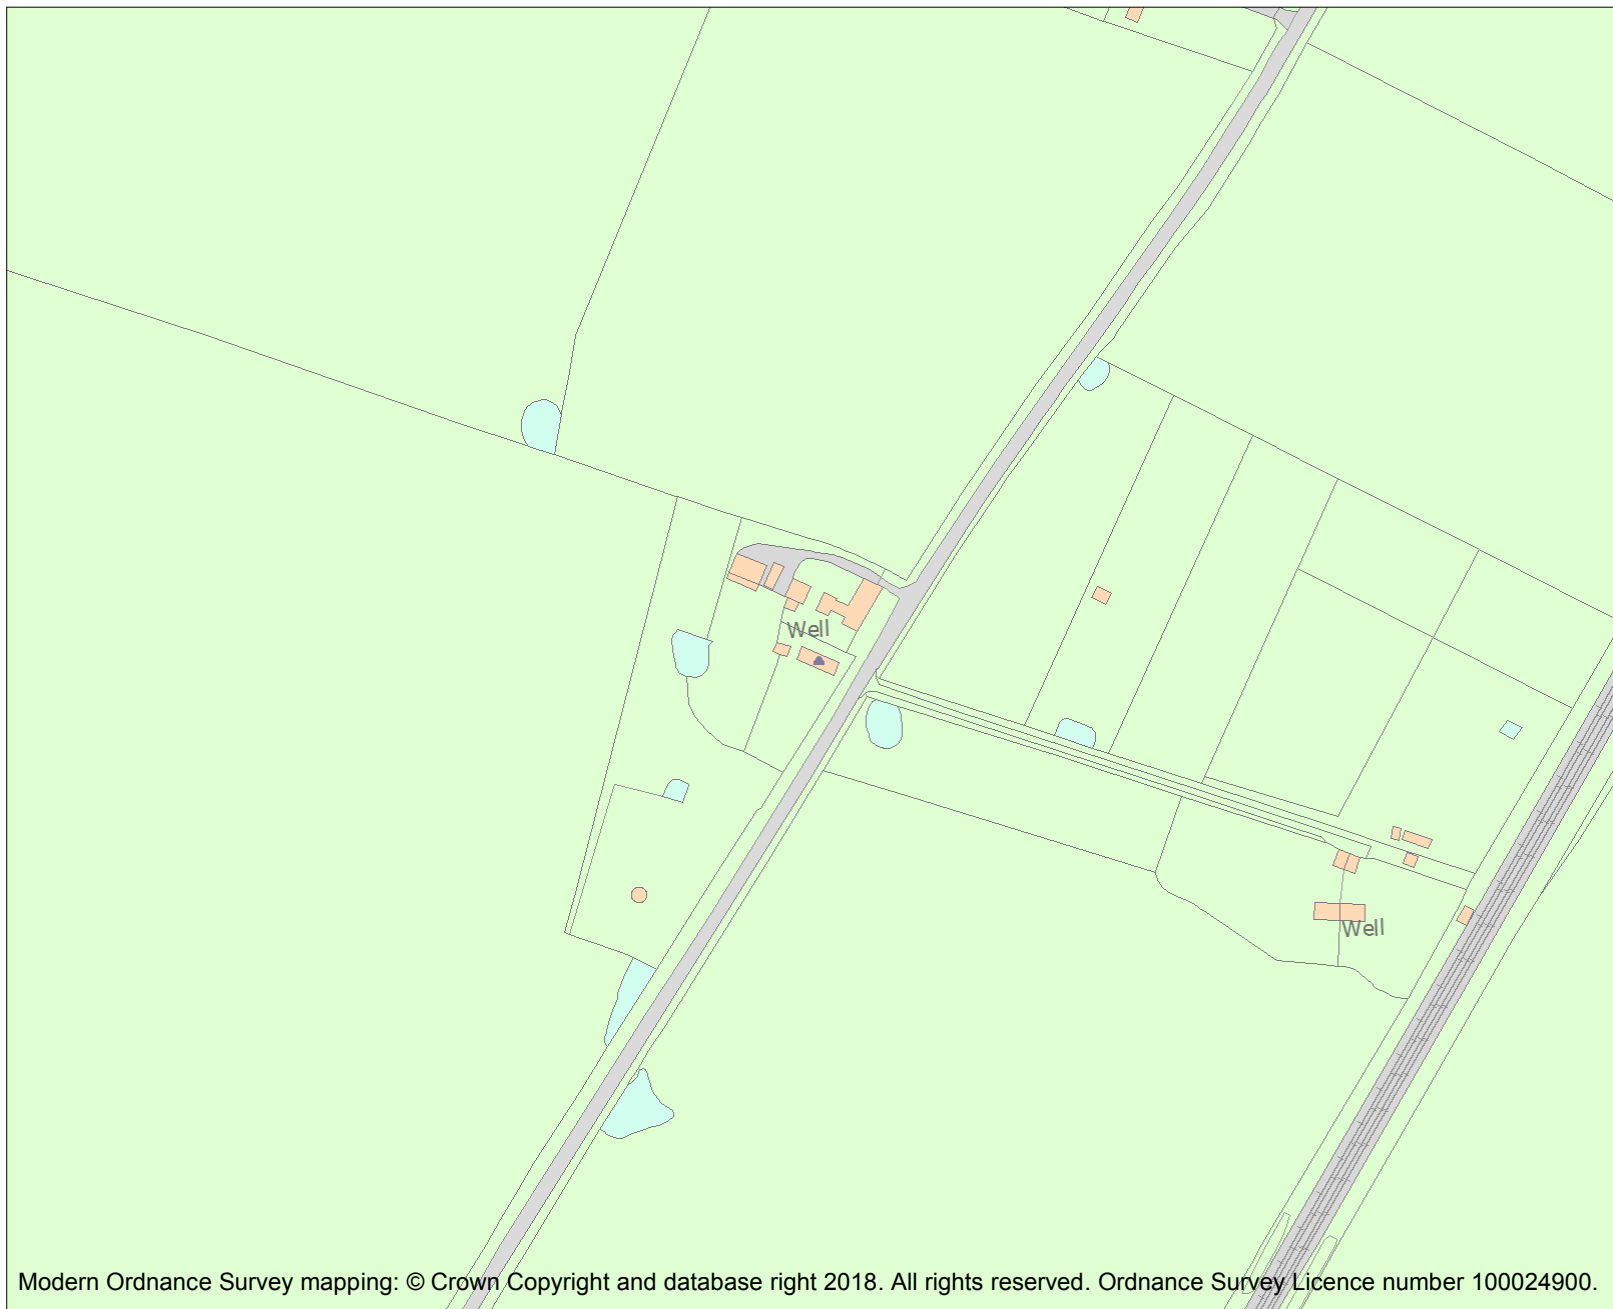 Well
Well
Modern Ordnance Survey mapping: © Crown Copyright and database right 2018. All rights reserved. Ordnance Survey Licence number 100024900.